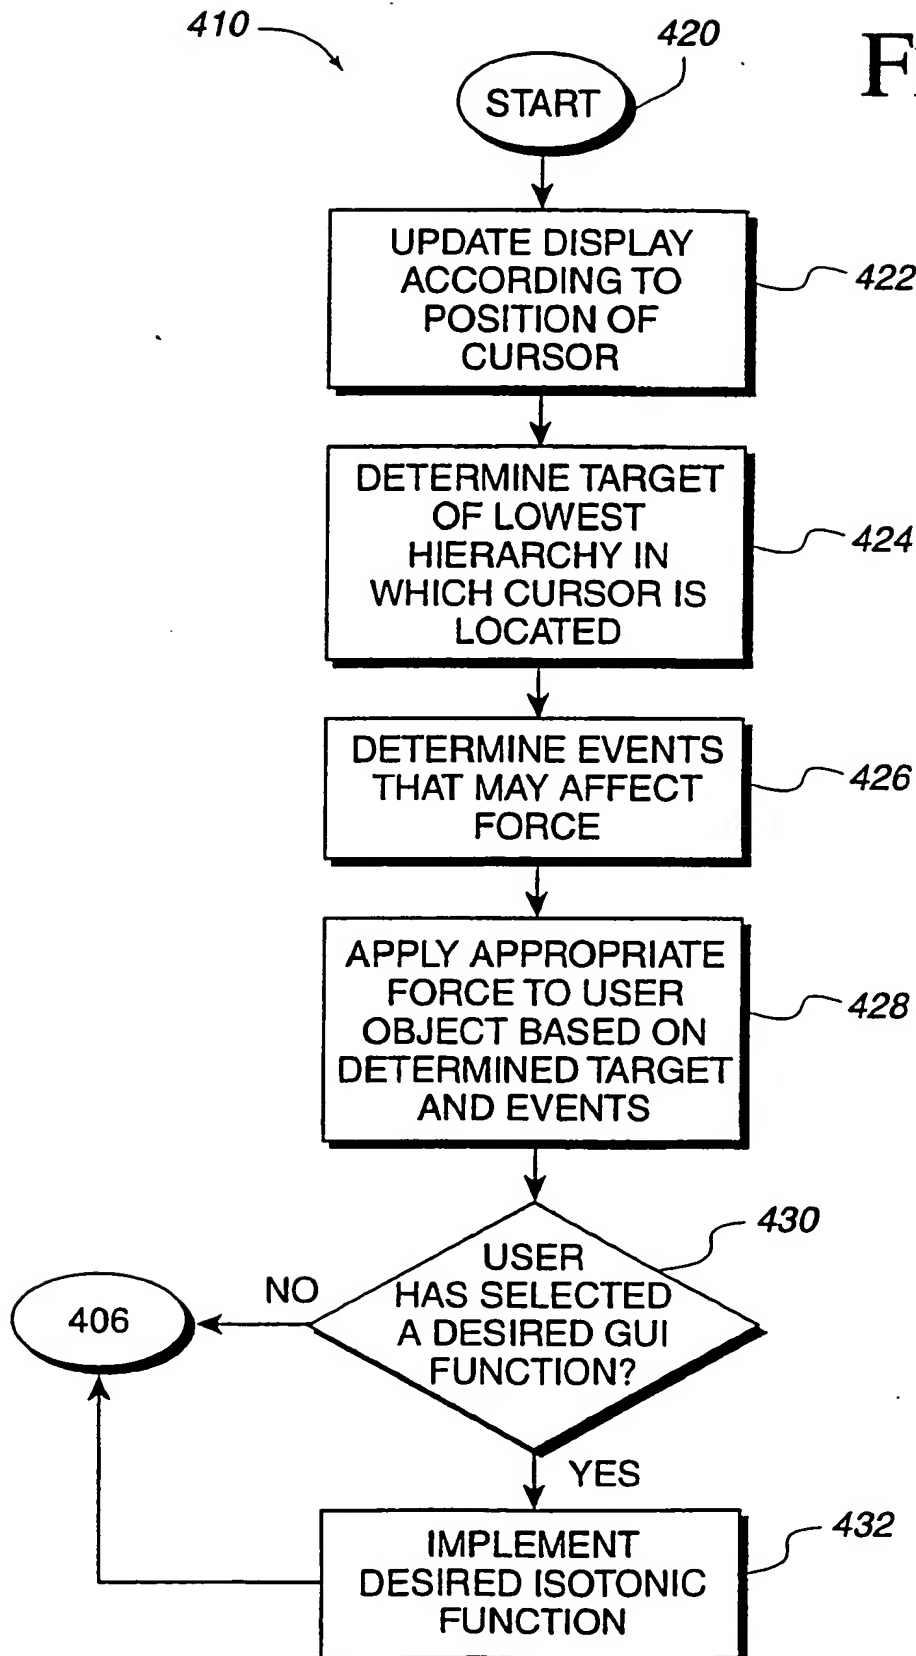 410
420
F
START
UPDATE DISPLAY
ACCORDING TO
POSITION OF
CURSOR
422
DETERMINE TARGET
OF LOWEST
HIERARCHY IN
WHICH CURSOR IS
LOCATED
424
DETERMINE EVENTS
THAT MAY AFFECT
FORCE
426
APPLY APPROPRIATE
FORCE TO USER
OBJECT BASED ON
DETERMINED TARGET
AND EVENTS
428
430
USER
HAS SELECTED
A DESIRED GUI
FUNCTION?
NO
406
YES
432
IMPLEMENT
DESIRED ISOTONIC
FUNCTION